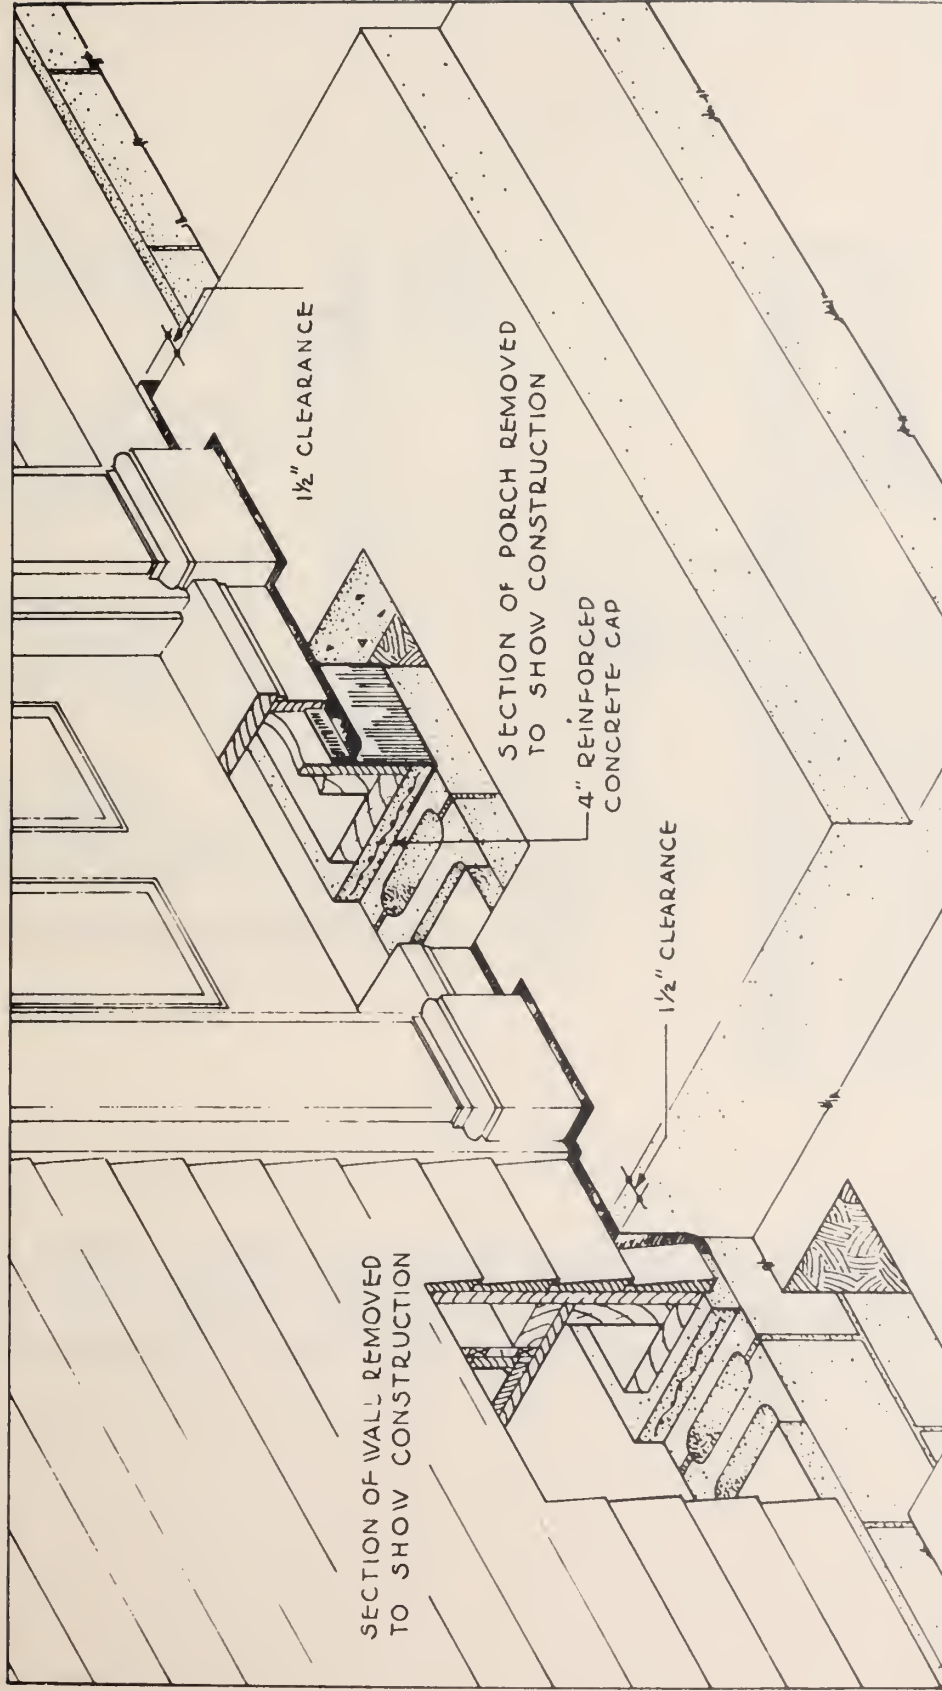 SECTION OF WALL REMOVED
TO SHOW CONSTRUCTION
1½" CLEARANCE
4" REINFORCED
CONCRETE CAP
SECTION OF PORCH REMOVED
TO SHOW CONSTRUCTION
1½" CLEARANCE